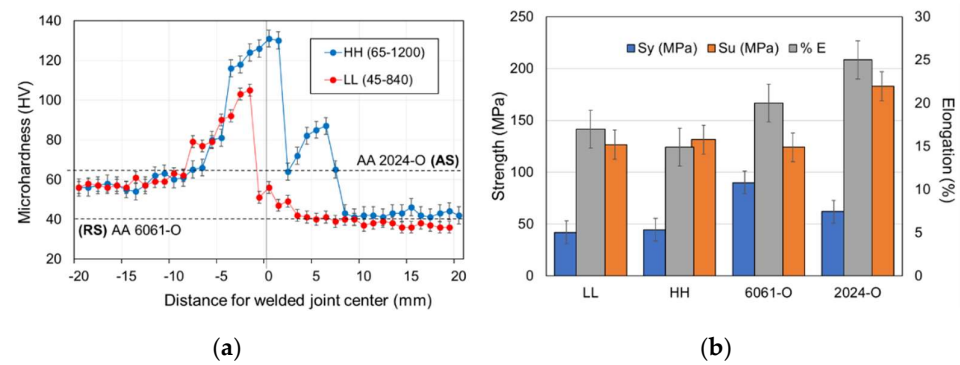 (a)
Microhardness (HV)
140
120
100
80
60
40
20
HH (65-1200)
LL (45-840)
AA 2024-O (AS)
(RS) AA 6061-O
-20 -15 -10 -5 0 5 10 15 20
Distance for welded joint center (mm)
(b)
Strength (MPa)
250
200
150
100
50
0
Sy (MPa) Su (MPa) % E
30
25
20
15
10
5
0
Elongation (%)
LL HH 6061-O 2024-O